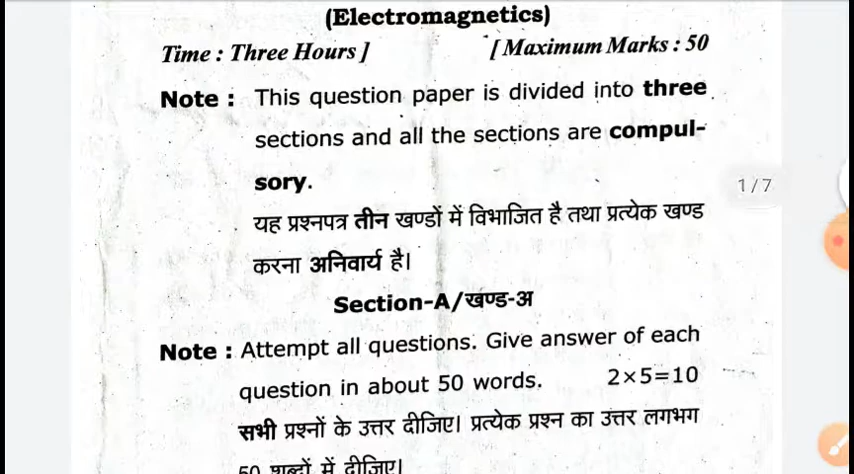 (Electromagnetics)
Time : Three Hours ] [ Maximum Marks : 50
Note : This question paper is divided into three
sections and all the sections are compul-
sory.
1/7
यह प्रश्नपत्र तीन खण्डों में विभाजित है तथा प्रत्येक खण्ड
करना अनिवार्य है।
Section-A/खण्ड-अ
Note : Attempt all questions. Give answer of each
question in about 50 words. 2×5=10
सभी प्रश्नों के उत्तर दीजिए। प्रत्येक प्रश्न का उत्तर लगभग
50 शब्दों में दीजिए।